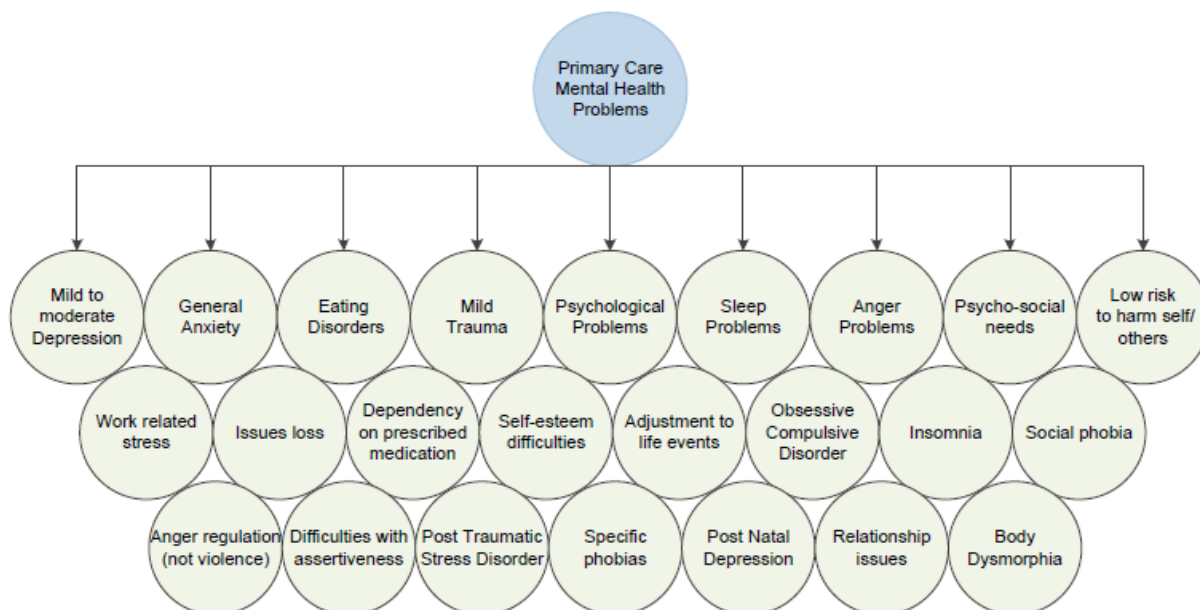 Primary Care
Mental Health
Problems
Mild to
moderate
Depression
General
Anxiety
Eating
Disorders
Mild
Trauma
Psychological
Problems
Sleep
Problems
Anger
Problems
Psycho-social
needs
Low risk
to harm self/
others
Work related
stress
Issues loss
Dependency
on prescribed
medication
Self-esteem
difficulties
Adjustment to
life events
Obsessive
Compulsive
Disorder
Insomnia
Social phobia
Anger regulation
(not violence)
Difficulties with
assertiveness
Post Traumatic
Stress Disorder
Specific
phobias
Post Natal
Depression
Relationship
issues
Body
Dysmorphia